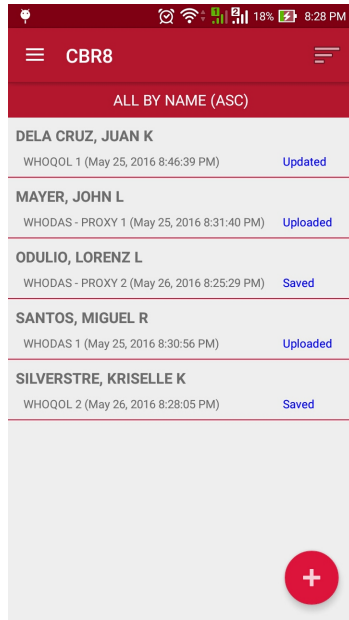 18% 8:28 PM
CBR8
ALL BY NAME (ASC)
DELA CRUZ, JUAN K
WHOQOL 1 (May 25, 2016 8:46:39 PM) Updated
MAYER, JOHN L
WHODAS - PROXY 1 (May 25, 2016 8:31:40 PM) Uploaded
ODULIO, LORENZ L
WHODAS - PROXY 2 (May 26, 2016 8:25:29 PM) Saved
SANTOS, MIGUEL R
WHODAS 1 (May 25, 2016 8:30:56 PM) Uploaded
SILVERSTRE, KRISELLE K
WHOQOL 2 (May 26, 2016 8:28:05 PM) Saved
+